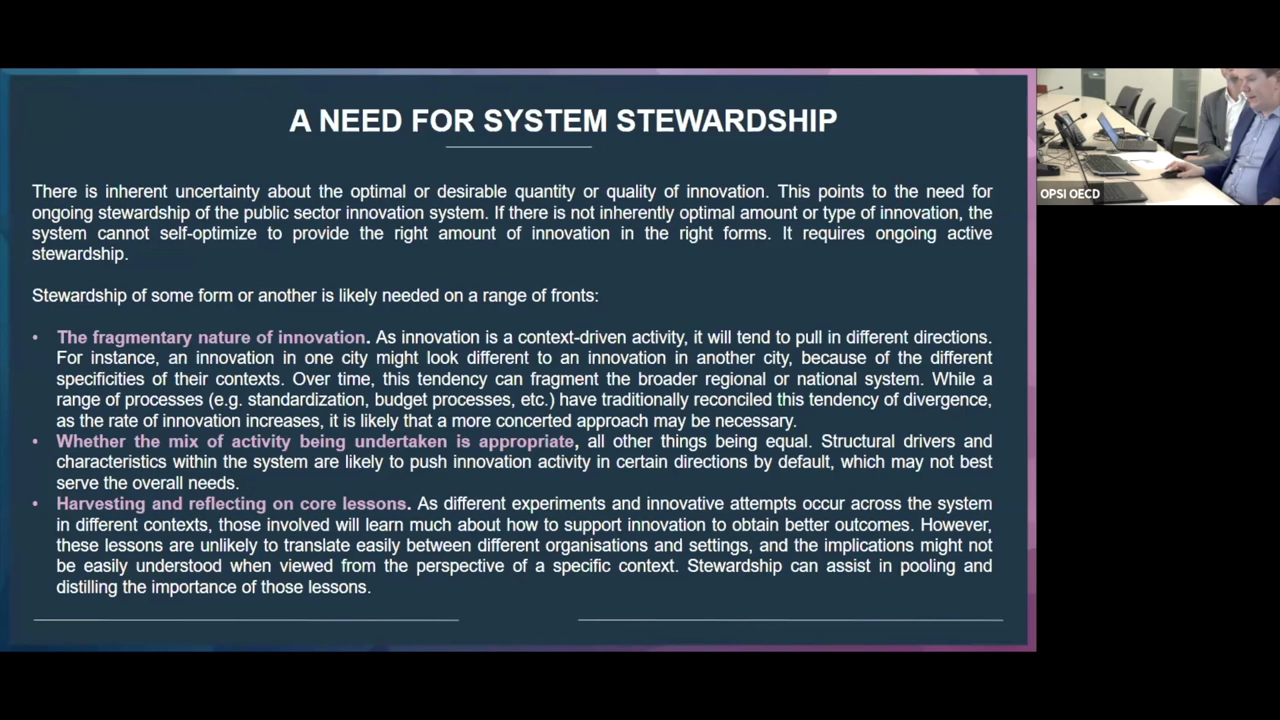 A NEED FOR SYSTEM STEWARDSHIP
There is inherent uncertainty about the optimal or desirable quantity or quality of innovation. This points to the need for
ongoing stewardship of the public sector innovation system. If there is not inherently optimal amount or type of innovation, the
system cannot self-optimize to provide the right amount of innovation in the right forms. It requires ongoing active
stewardship.
Stewardship of some form or another is likely needed on a range of fronts:
• The fragmentary nature of innovation. As innovation is a context-driven activity, it will tend to pull in different directions.
For instance, an innovation in one city might look different to an innovation in another city, because of the different
specificities of their contexts. Over time, this tendency can fragment the broader regional or national system. While a
range of processes (e.g. standardization, budget processes, etc.) have traditionally reconciled this tendency of divergence,
as the rate of innovation increases, it is likely that a more concerted approach may be necessary.
• Whether the mix of activity being undertaken is appropriate, all other things being equal. Structural drivers and
characteristics within the system are likely to push innovation activity in certain directions by default, which may not best
serve the overall needs.
• Harvesting and reflecting on core lessons. As different experiments and innovative attempts occur across the system
in different contexts, those involved will learn much about how to support innovation to obtain better outcomes. However,
these lessons are unlikely to translate easily between different organisations and settings, and the implications might not
be easily understood when viewed from the perspective of a specific context. Stewardship can assist in pooling and
distilling the importance of those lessons.
OPSI OECD